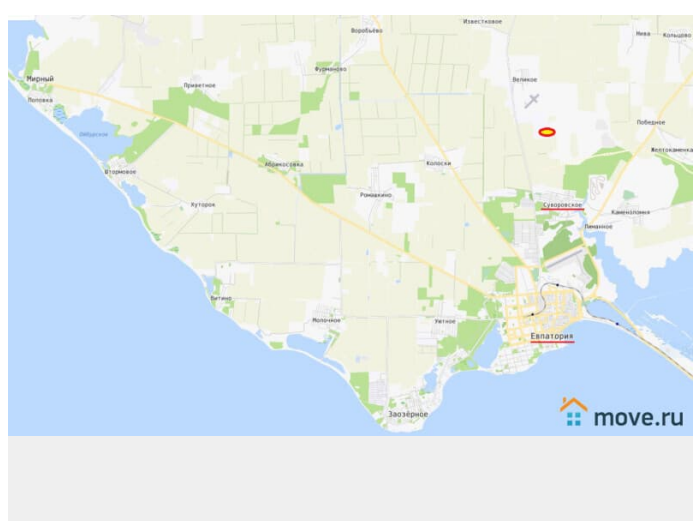 Известковое
Воробьёво
Нива
Кольцово
Фурманово
Великое
Мирный
Приветное
Поповка
Победное
Желтокаменка
Колоски
Абрикосовка
Штормовое
Ромашкино
Хуторок
Суворовское
Каменоломня
Лиманное
Витино
Молочное
Уютное
Евпатория
Заозёрное
move.ru